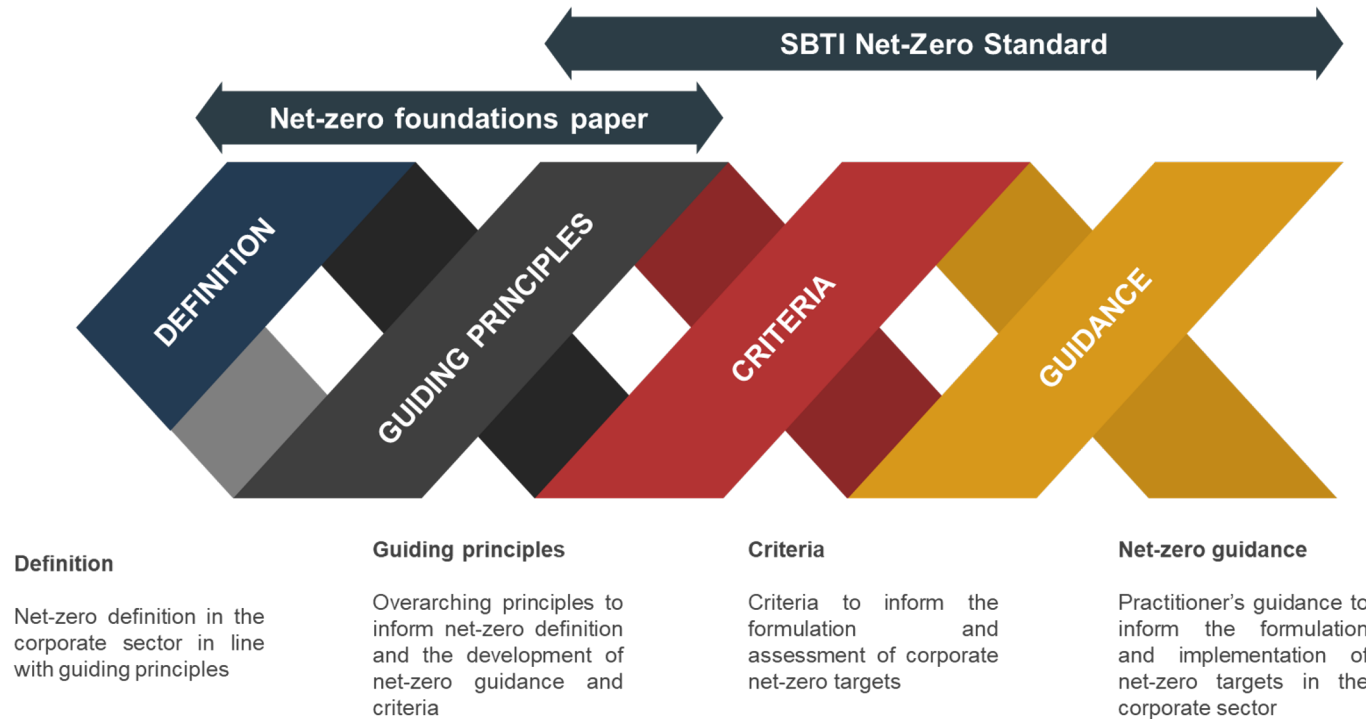 SBTI Net-Zero Standard
Net-zero foundations paper
DEFINITION
GUIDING PRINCIPLES
CRITERIA
GUIDANCE
Definition
Net-zero definition in the
corporate sector in line
with guiding principles
Guiding principles
Overarching principles to
inform net-zero definition
and the development of
net-zero guidance and
criteria
Criteria
Criteria to inform the
formulation and
assessment of corporate
net-zero targets
Net-zero guidance
Practitioner’s guidance to
inform the formulation
and implementation of
net-zero targets in the
corporate sector